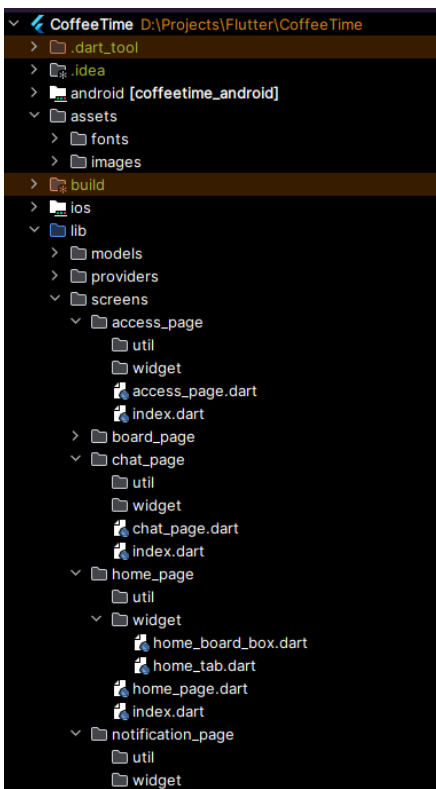 CoffeeTime D:\Projects\Flutter\CoffeeTime
.dart_tool
.idea
android [coffeetime_android]
assets
fonts
images
build
ios
lib
models
providers
screens
access_page
util
widget
access_page.dart
index.dart
board_page
chat_page
util
widget
chat_page.dart
index.dart
home_page
util
widget
home_board_box.dart
home_tab.dart
home_page.dart
index.dart
notification_page
util
widget